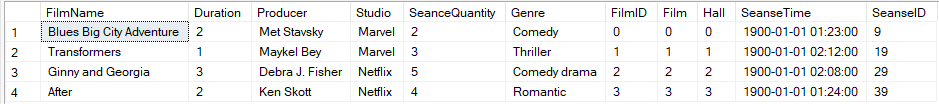 FilmName Duration Producer Studio SeanceQuantity Genre FilmID Film Hall SeanseTime SeanseID
1 Blues Big City Adventure 2 Met Stavsky Marvel 2 Comedy 0 0 0 1900-01-01 01:23:00 9
2 Transformers 1 Maykel Bey Marvel 3 Thriller 1 1 1 1900-01-01 02:12:00 19
3 Ginny and Georgia 3 Debra J. Fisher Netflix 5 Comedy drama 2 2 2 1900-01-01 02:08:00 29
4 After 2 Ken Skott Netflix 4 Romantic 3 3 3 1900-01-01 01:24:00 39